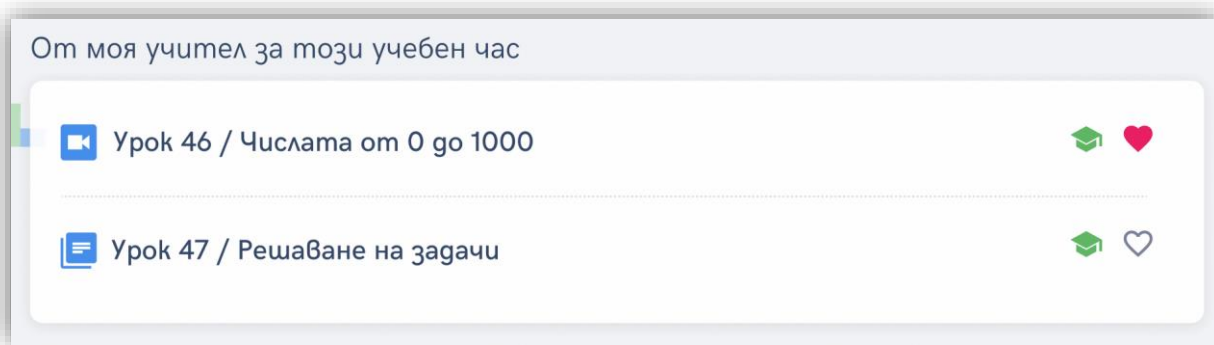 От моя учител за този учебен час
Урок 46 / Числата от 0 до 1000
Урок 47 / Решаване на задачи